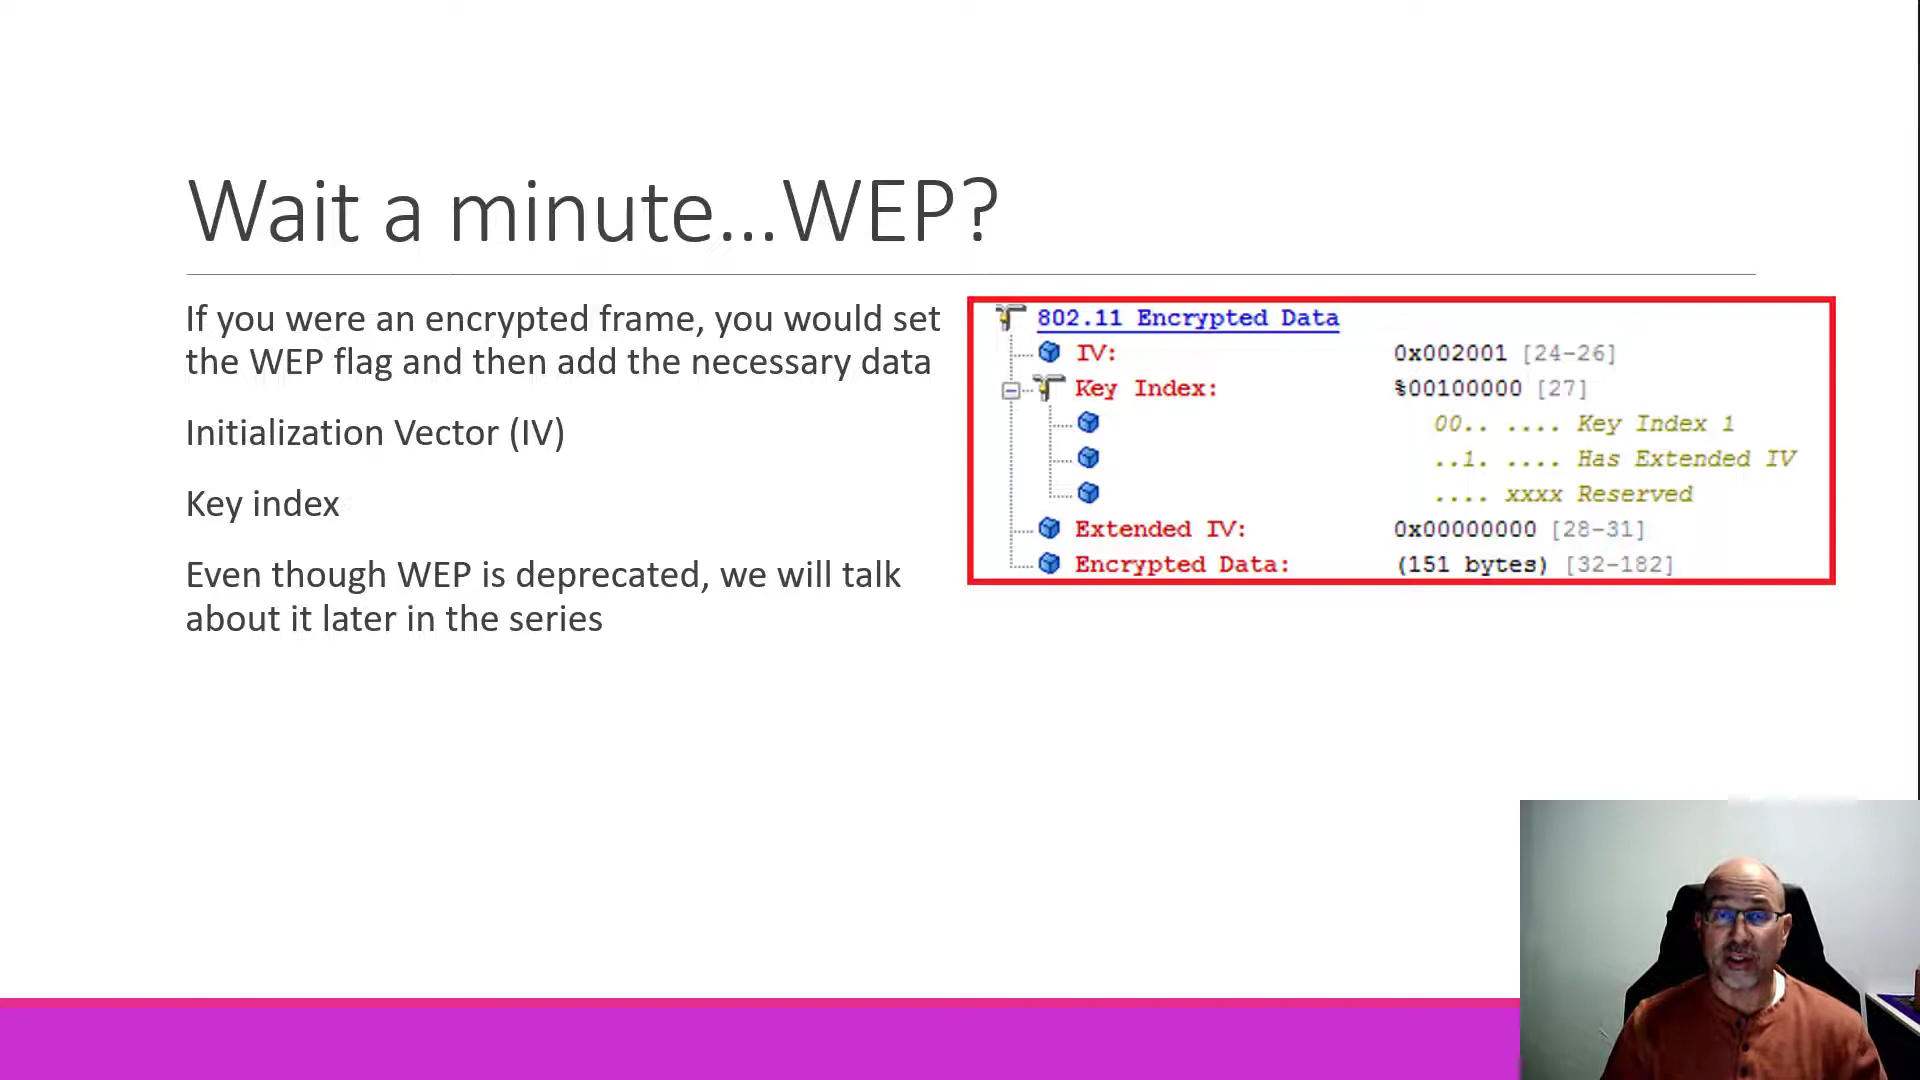 Wait a minute...WEP?
If you were an encrypted frame, you would set
the WEP flag and then add the necessary data
Initialization Vector (IV)
Key index
Even though WEP is deprecated, we will talk
about it later in the series
802.11 Encrypted Data
IV: 0x002001 [24-26]
Key Index: %00100000 [27]
00.. .... Key Index 1
..1. .... Has Extended IV
.... xxxx Reserved
Extended IV: 0x00000000 [28-31]
Encrypted Data: (151 bytes) [32-182]